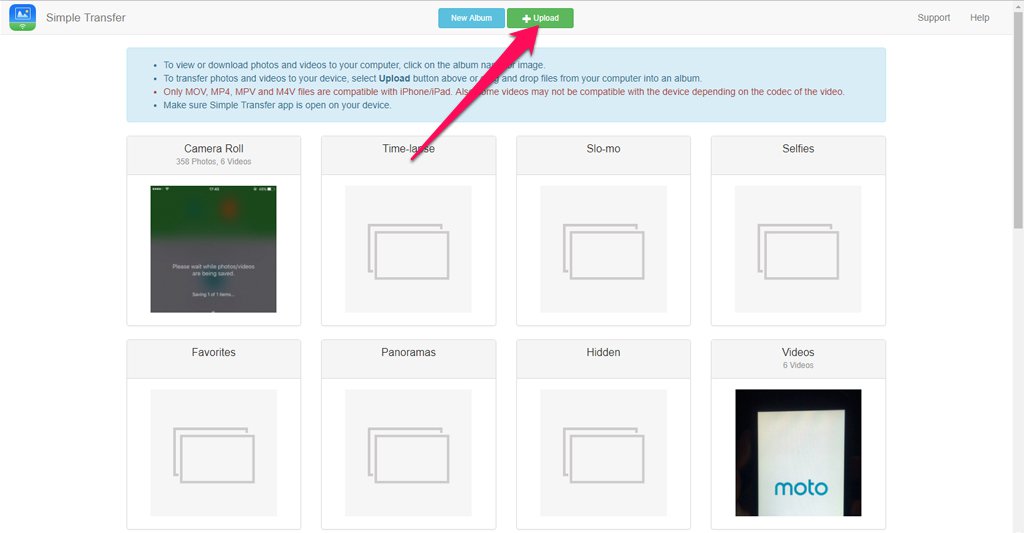 Simple Transfer
New Album
Upload
Support
Help
To view or download photos and videos to your computer, click on the album or image.
To transfer photos and videos to your device, select Upload button above or and drop files from your computer into an album.
Only MOV, MP4, MPV and M4V files are compatible with iPhone/iPad. some videos may not be compatible with the device depending on the codec of the video.
Make sure Simple Transfer app is open on your device.
Camera Roll
358 Photos, 6 Videos
Time-lapse
Slo-mo
Selfies
17:43
Please wait while photos/videos
are being saved.
Saving 1 of 1 items...
Favorites
Panoramas
Hidden
Videos
6 Videos
moto